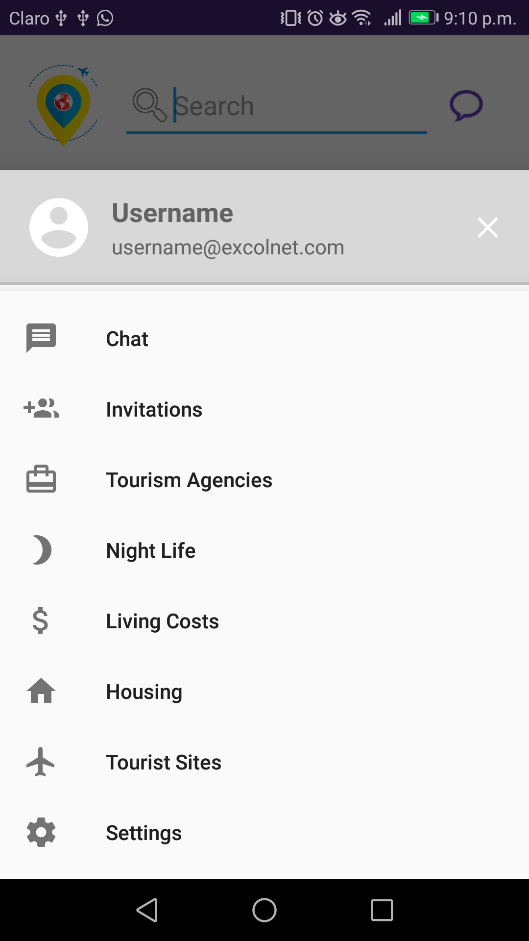 Claro 9:10 p.m.
Search
Username
username@excolnet.com
Chat
Invitations
Tourism Agencies
Night Life
Living Costs
Housing
Tourist Sites
Settings